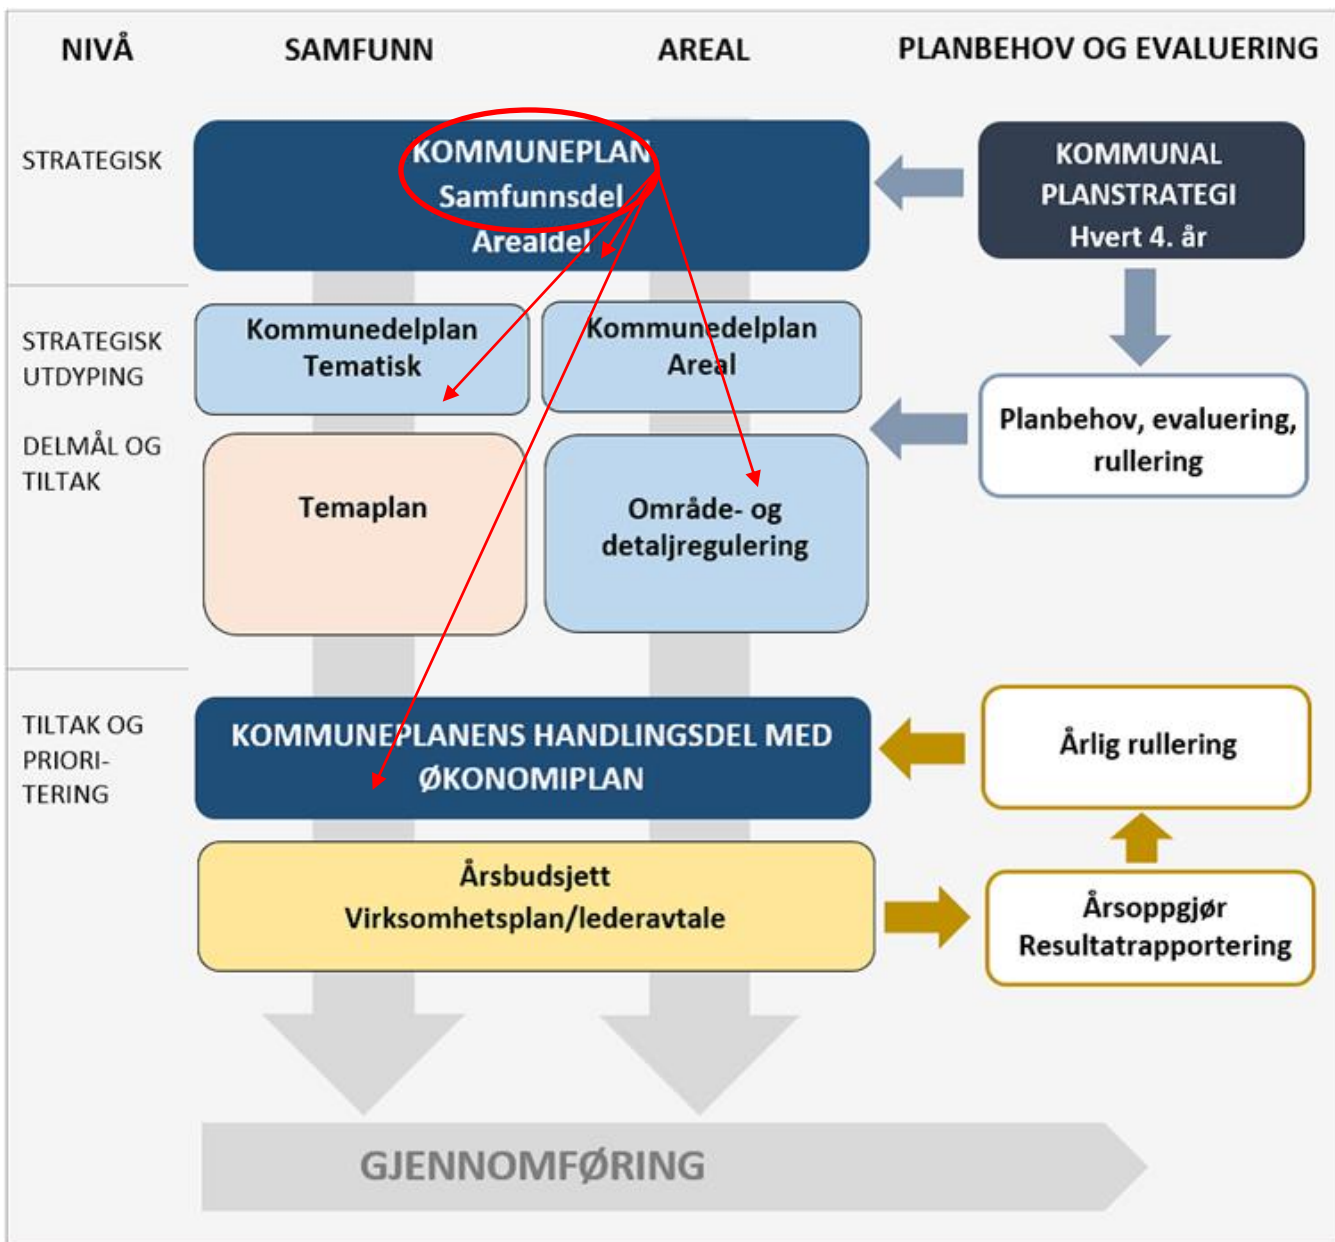 NIVÅ
SAMFUNN
AREAL
PLANBEHOV OG EVALUERING
STRATEGISK
KOMMUNEPLAN
Samfunnsdel
Arealdel
KOMMUNAL
PLANSTRATEGI
Hvert 4. år
STRATEGISK
UTDYPING
Kommunedelplan
Tematisk
Kommunedelplan
Areal
Planbehov, evaluering,
rullering
DELMÅL OG
TILTAK
Temaplan
Område- og
detaljregulering
TILTAK OG
PRIORI-
TERING
KOMMUNEPLANENS HANDLINGSDEL MED
ØKONOMIPLAN
Årlig rullering
Årsbudsjett
Virksomhetsplan/lederavtale
Årsoppgjør
Resultatrapportering
GJENNOMFØRING